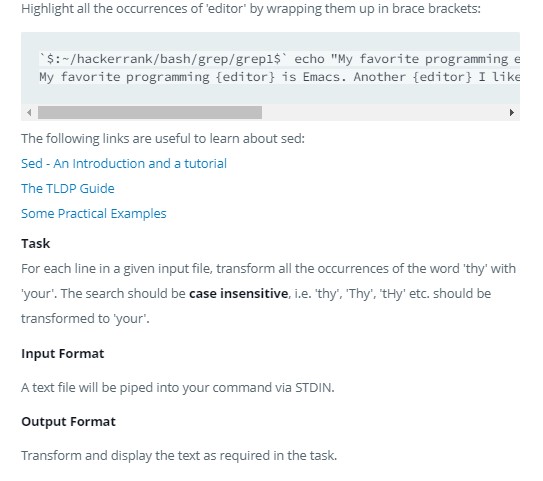 Highlight all the occurrences of 'editor' by wrapping them up in brace brackets:
`$:~/hackerrank/bash/grep/grep1$` echo "My favorite programming e
My favorite programming {editor} is Emacs. Another {editor} I like
The following links are useful to learn about sed:
Sed - An Introduction and a tutorial
The TLDP Guide
Some Practical Examples
Task
For each line in a given input file, transform all the occurrences of the word 'thy' with
'your'. The search should be case insensitive, i.e. 'thy', 'Thy', 'tHy' etc. should be
transformed to 'your'.
Input Format
A text file will be piped into your command via STDIN.
Output Format
Transform and display the text as required in the task.